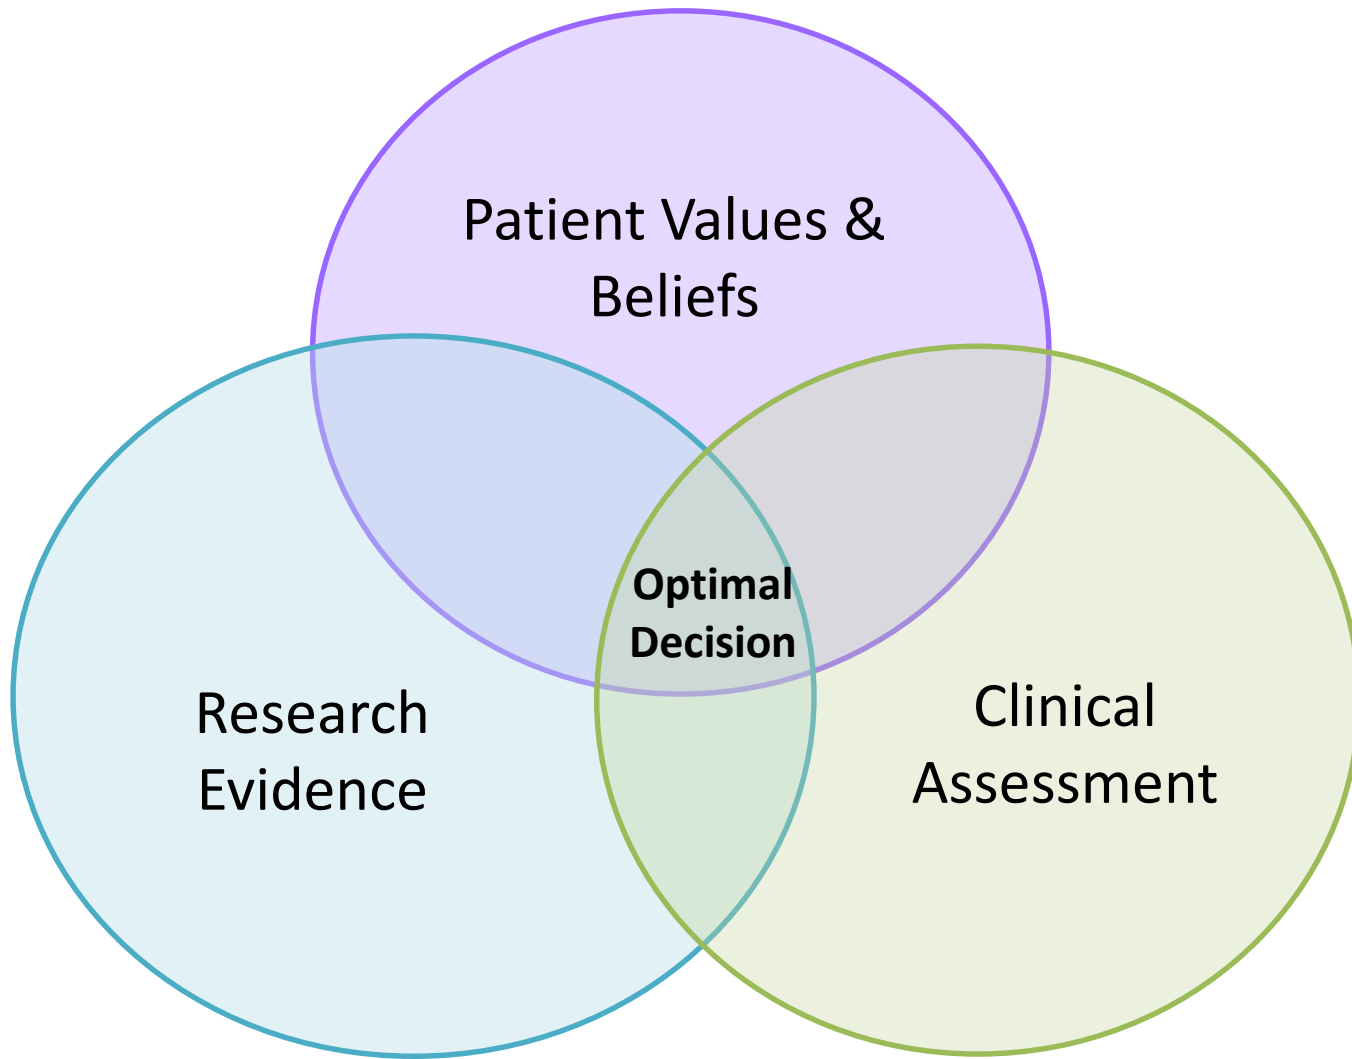 Patient Values &
Beliefs
Optimal
Decision
Research
Evidence
Clinical
Assessment